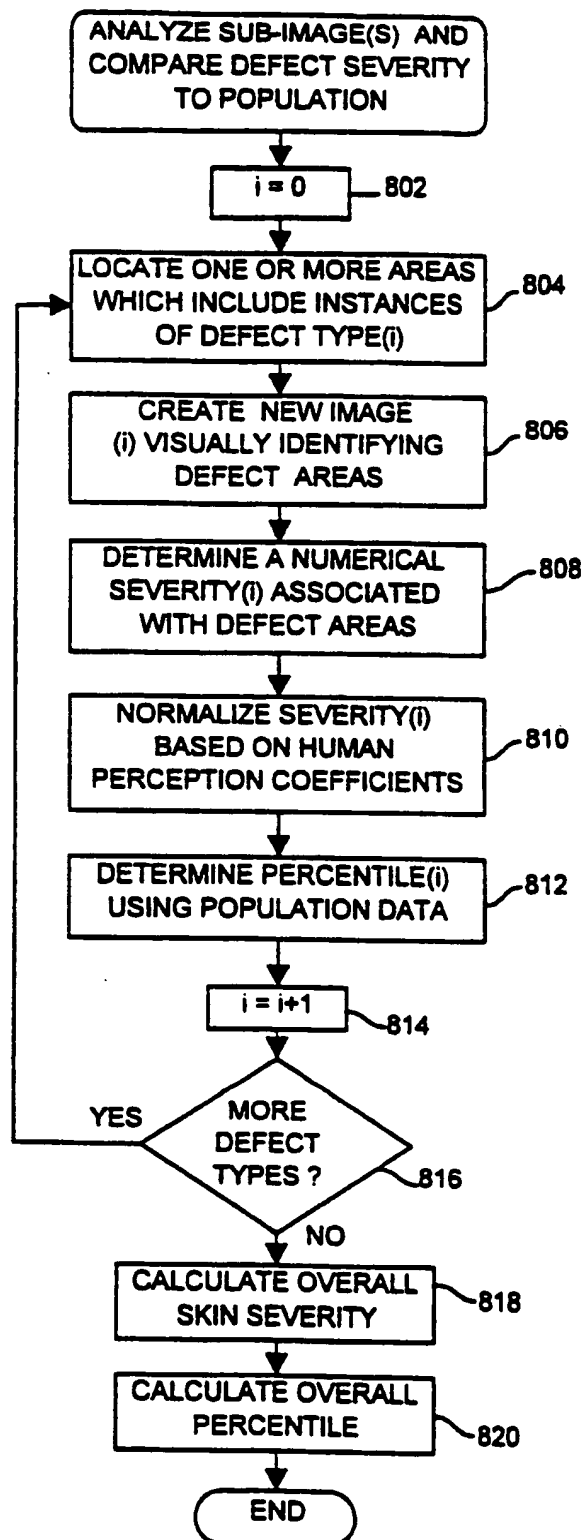 ANALYZE SUB-IMAGE(S) AND
COMPARE DEFECT SEVERITY
TO POPULATION
i = 0
802
LOCATE ONE OR MORE AREAS
WHICH INCLUDE INSTANCES
OF DEFECT TYPE(i)
804
CREATE NEW IMAGE
(i) VISUALLY IDENTIFYING
DEFECT AREAS
806
DETERMINE A NUMERICAL
SEVERITY(i) ASSOCIATED
WITH DEFECT AREAS
808
NORMALIZE SEVERITY(i)
BASED ON HUMAN
PERCEPTION COEFFICIENTS
810
DETERMINE PERCENTILE(i)
USING POPULATION DATA
812
i = i+1
814
YES
MORE
DEFECT
TYPES ?
816
NO
CALCULATE OVERALL
SKIN SEVERITY
818
CALCULATE OVERALL
PERCENTILE
820
END